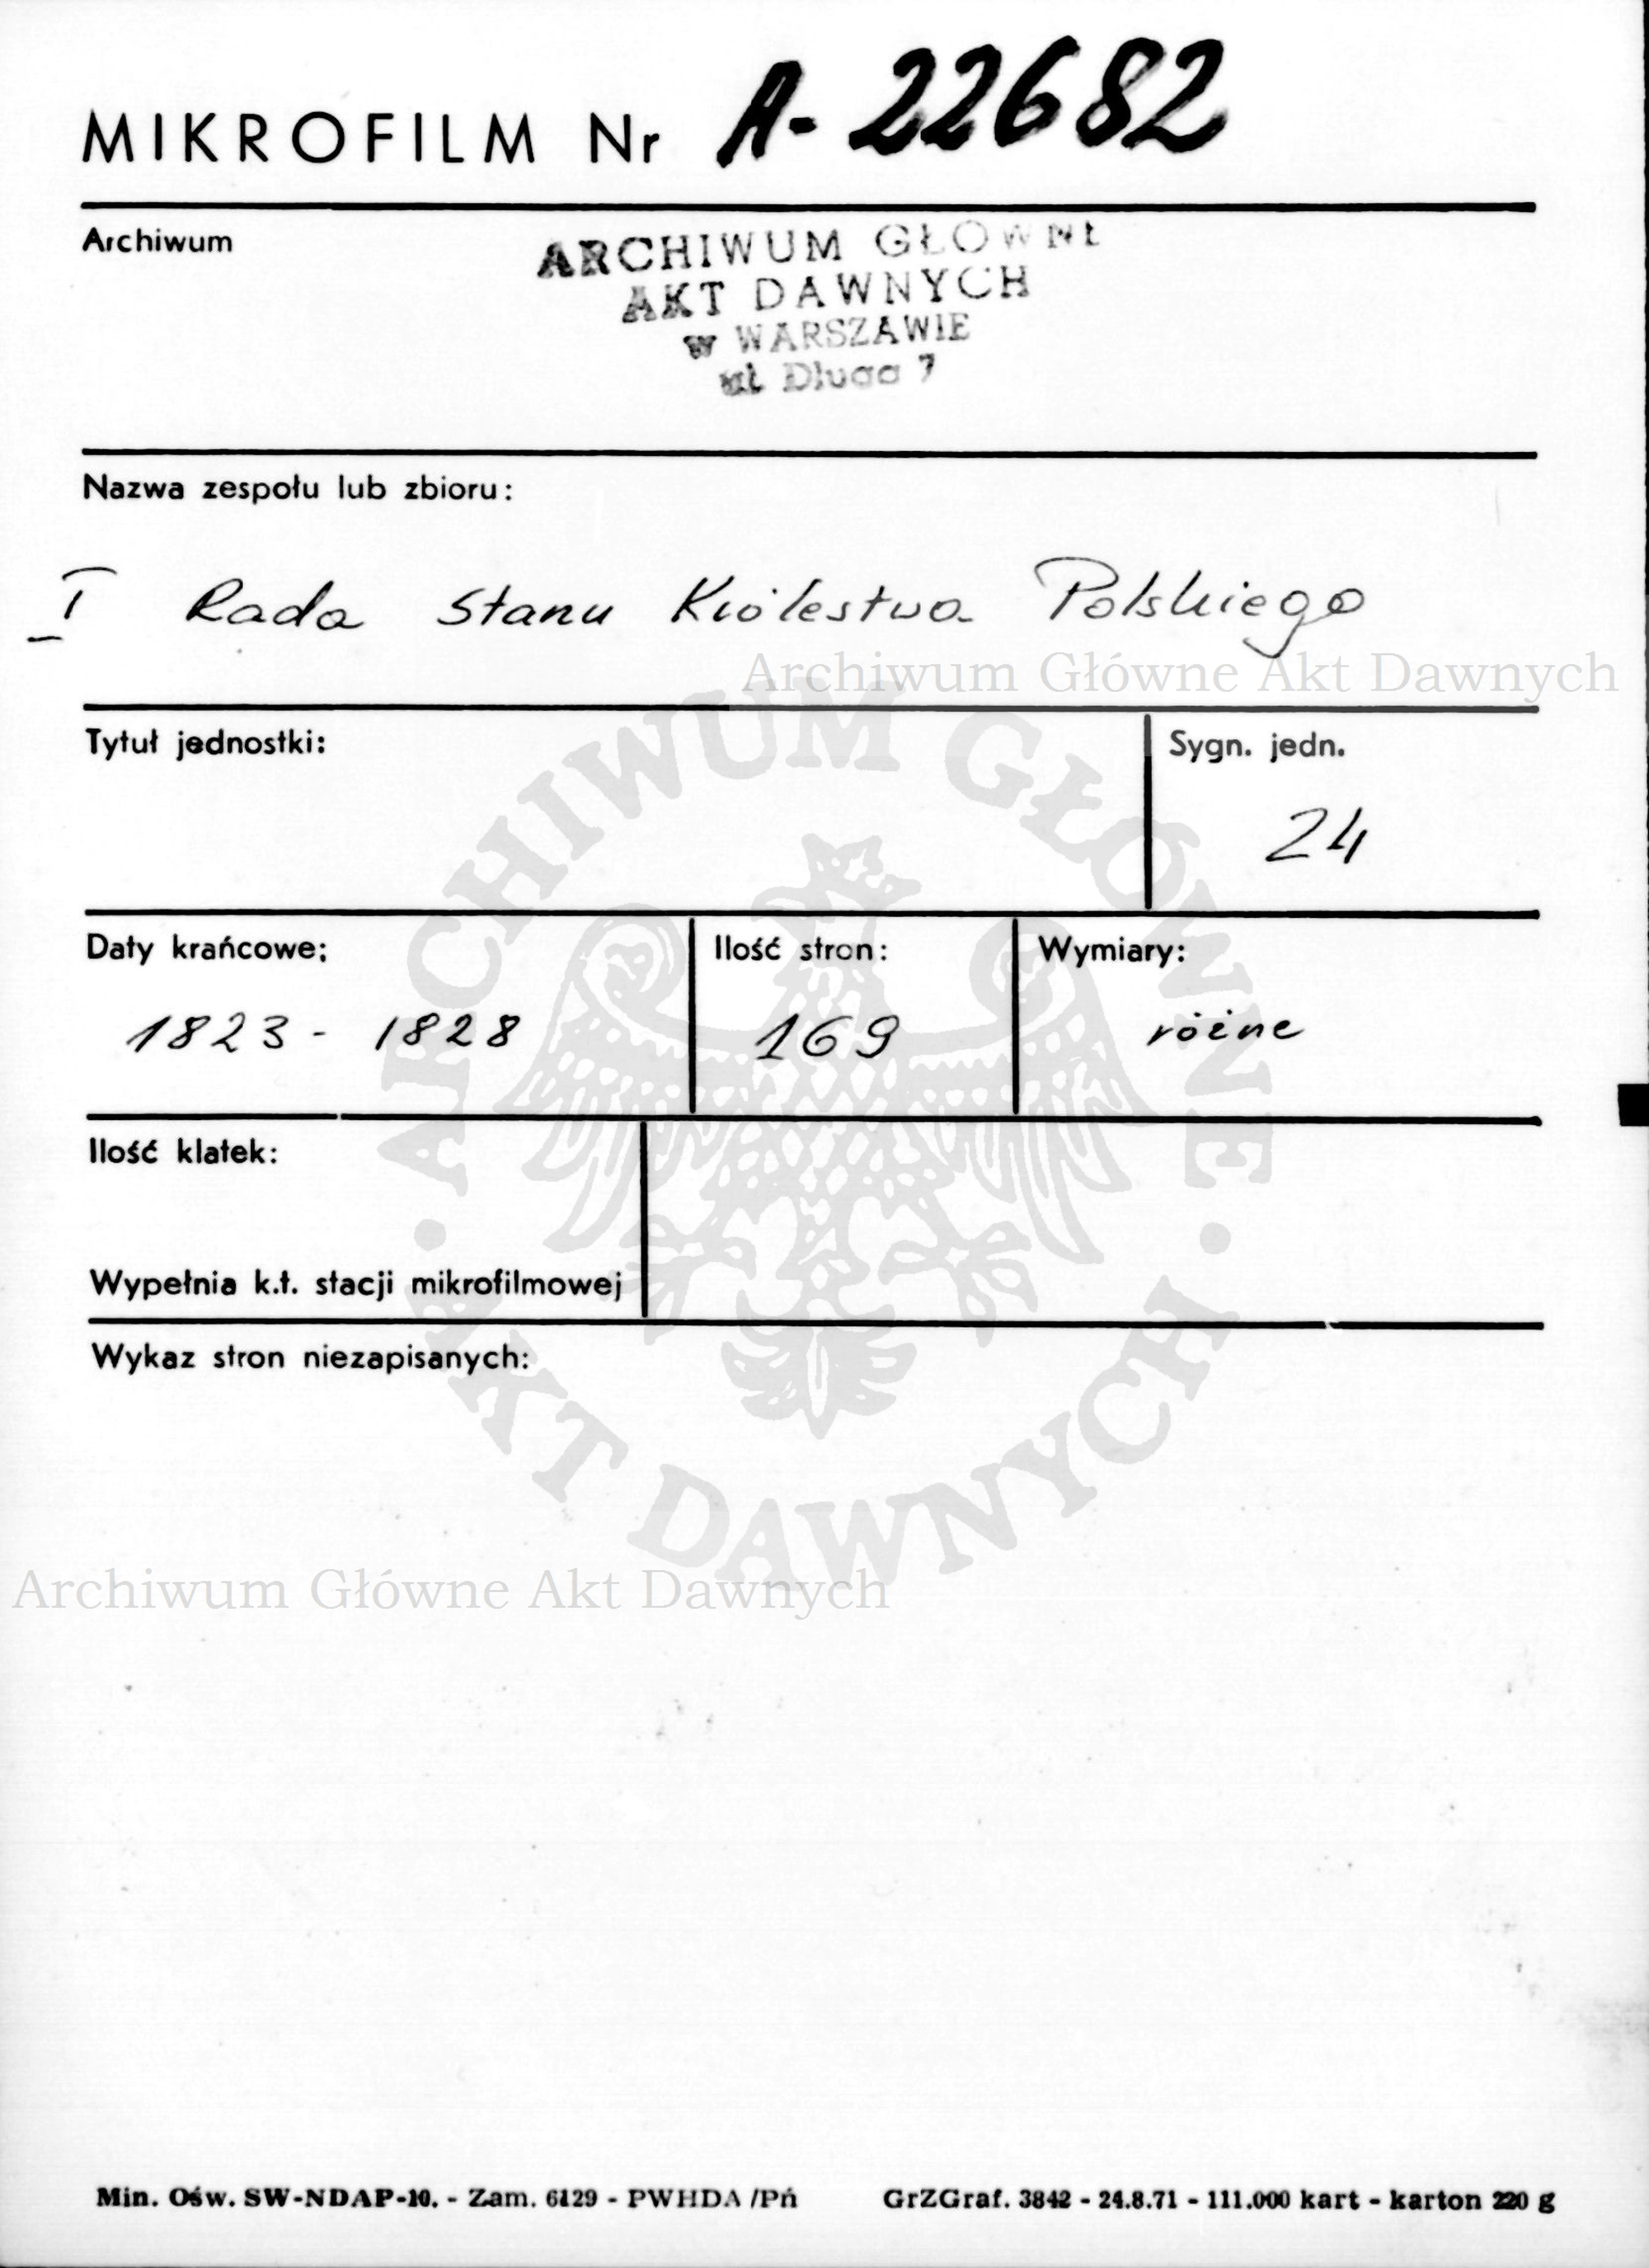 MIKROFILM Nr A-22682
Archiwum
ARCHIWUM GŁÓWNE
AKT DAWNYCH
w WARSZAWIE
ul. Długa 7
Nazwa zespołu lub zbioru:
I Rada Stanu Królestwa Polskiego
Archiwum Główne Akt Dawnych
Tytuł jednostki:
Sygn. jedn.
24
Daty krańcowe:
1823 - 1828
Ilość stron:
169
Wymiary:
różne
Ilość klatek:
Wypełnia k.t. stacji mikrofilmowej
Wykaz stron niezapisanych:
ARCHIWUM GŁÓWNE · AKT DAWNYCH ·
Archiwum Główne Akt Dawnych
Min. Ośw. SW-NDAP-10. - Zam. 6129 - PWHDA /Pń GrZGraf. 3842 - 24.8.71 - 111.000 kart - karton 220 g